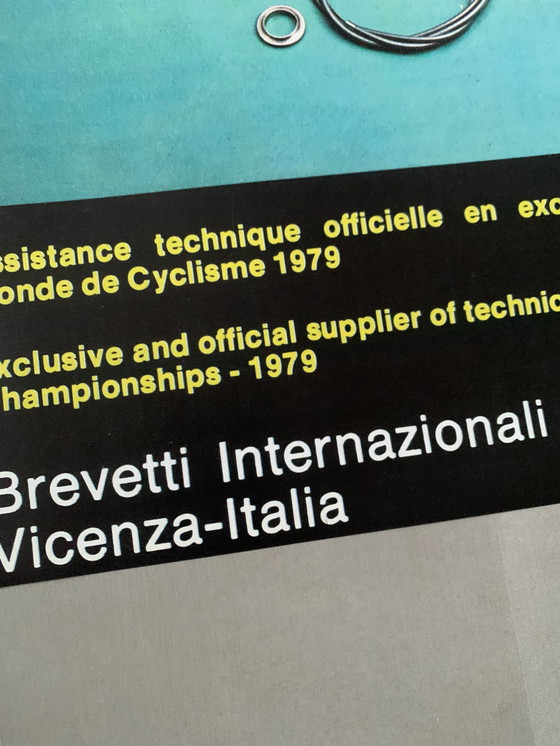 ssistance technique officielle en exc
onde de Cyclisme 1979
xclusive and official supplier of technic
hampionships - 1979
Brevetti Internazionali
Vicenza-Italia